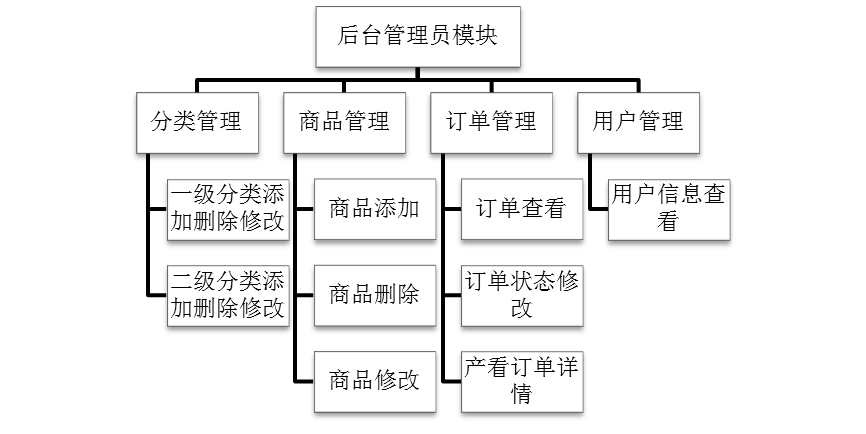 后台管理员模块
分类管理
商品管理
订单管理
用户管理
一级分类添
加删除修改
商品添加
订单查看
用户信息查
看
二级分类添
加删除修改
商品删除
订单状态修
改
商品修改
产看订单详
情